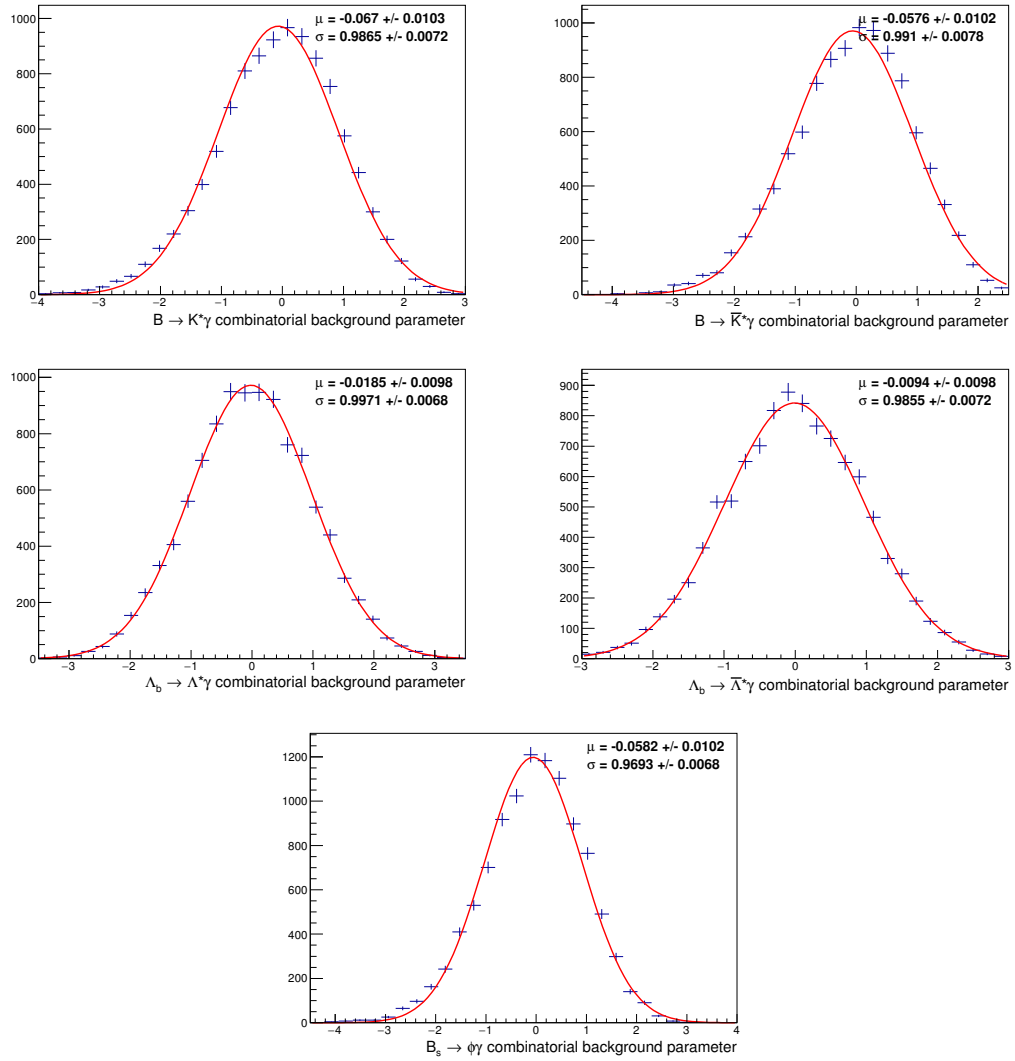 μ = -0.067 +/- 0.0103
σ = 0.9865 +/- 0.0072
1000
800
600
400
200
0
−4 −3 −2 −1 0 1 2 3
B → K*γ combinatorial background parameter
μ = -0.0576 +/- 0.0102
σ = 0.991 +/- 0.0078
1000
800
600
400
200
0
−4 −3 −2 −1 0 1 2
B → K̅*γ combinatorial background parameter
μ = -0.0185 +/- 0.0098
σ = 0.9971 +/- 0.0068
1000
800
600
400
200
0
−3 −2 −1 0 1 2 3
Λb → Λ*γ combinatorial background parameter
μ = -0.0094 +/- 0.0098
σ = 0.9855 +/- 0.0072
900
800
700
600
500
400
300
200
100
0
−3 −2 −1 0 1 2 3
Λb → Λ̅*γ combinatorial background parameter
μ = -0.0582 +/- 0.0102
σ = 0.9693 +/- 0.0068
1200
1000
800
600
400
200
0
−4 −3 −2 −1 0 1 2 3 4
Bs → ϕγ combinatorial background parameter